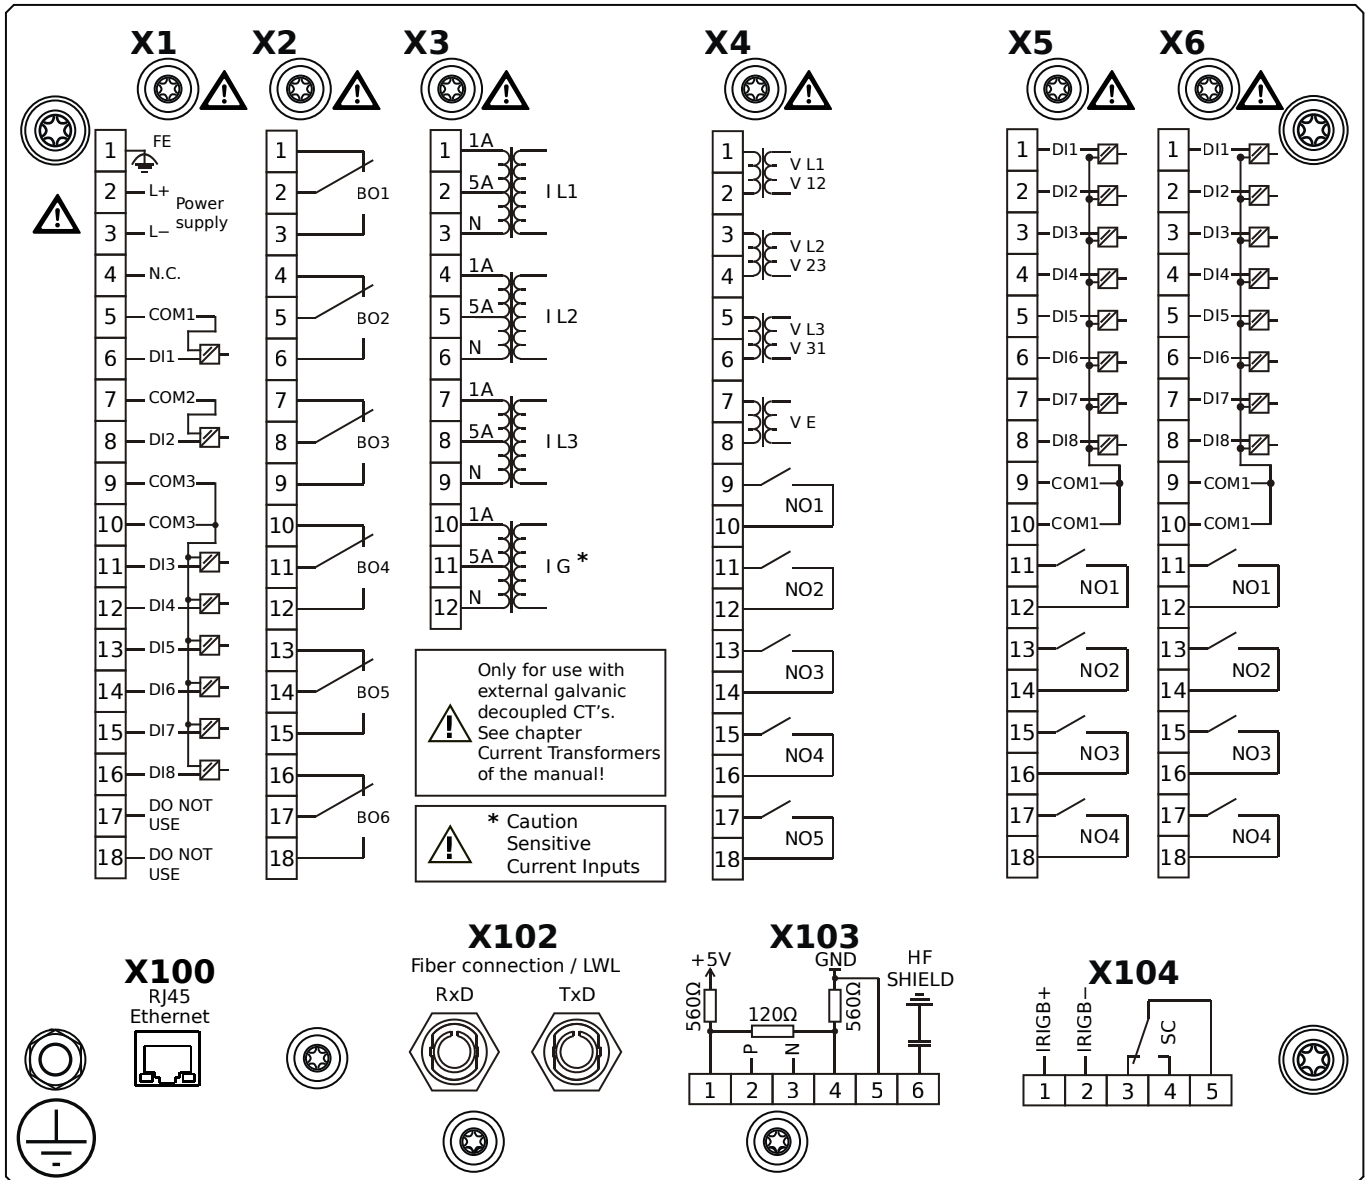 X1
X2
X3
X4
X5
X6
1 FE
2 L+
Power
supply
3 L−
4 N.C.
5 COM1
6 DI1
7 COM2
8 DI2
9 COM3
10 COM3
11 DI3
12 DI4
13 DI5
14 DI6
15 DI7
16 DI8
17 DO NOT
USE
18 DO NOT
USE
1
2 BO1
3
4
5 BO2
6
7
8 BO3
9
10
11 BO4
12
13
14 BO5
15
16
17 BO6
18
1 1A
2 5A I L1
3 N
4 1A
5 5A I L2
6 N
7 1A
8 5A I L3
9 N
10 1A
11 5A I G *
12 N
Only for use with
external galvanic
decoupled CT's.
See chapter
Current Transformers
of the manual!
* Caution
Sensitive
Current Inputs
1 V L1
2 V 12
3 V L2
4 V 23
5 V L3
6 V 31
7 V E
8
9
NO1
10
11
NO2
12
13
NO3
14
15
NO4
16
17
NO5
18
1 DI1
2 DI2
3 DI3
4 DI4
5 DI5
6 DI6
7 DI7
8 DI8
9 COM1
10 COM1
11
NO1
12
13
NO2
14
15
NO3
16
17
NO4
18
1 DI1
2 DI2
3 DI3
4 DI4
5 DI5
6 DI6
7 DI7
8 DI8
9 COM1
10 COM1
11
NO1
12
13
NO2
14
15
NO3
16
17
NO4
18
X100
RJ45
Ethernet
X102
Fiber connection / LWL
RxD TxD
X103
+5V GND HF
SHIELD
560Ω 120Ω 560Ω
P N
1 2 3 4 5 6
X104
IRIGB+ IRIGB− SC
1 2 3 4 5